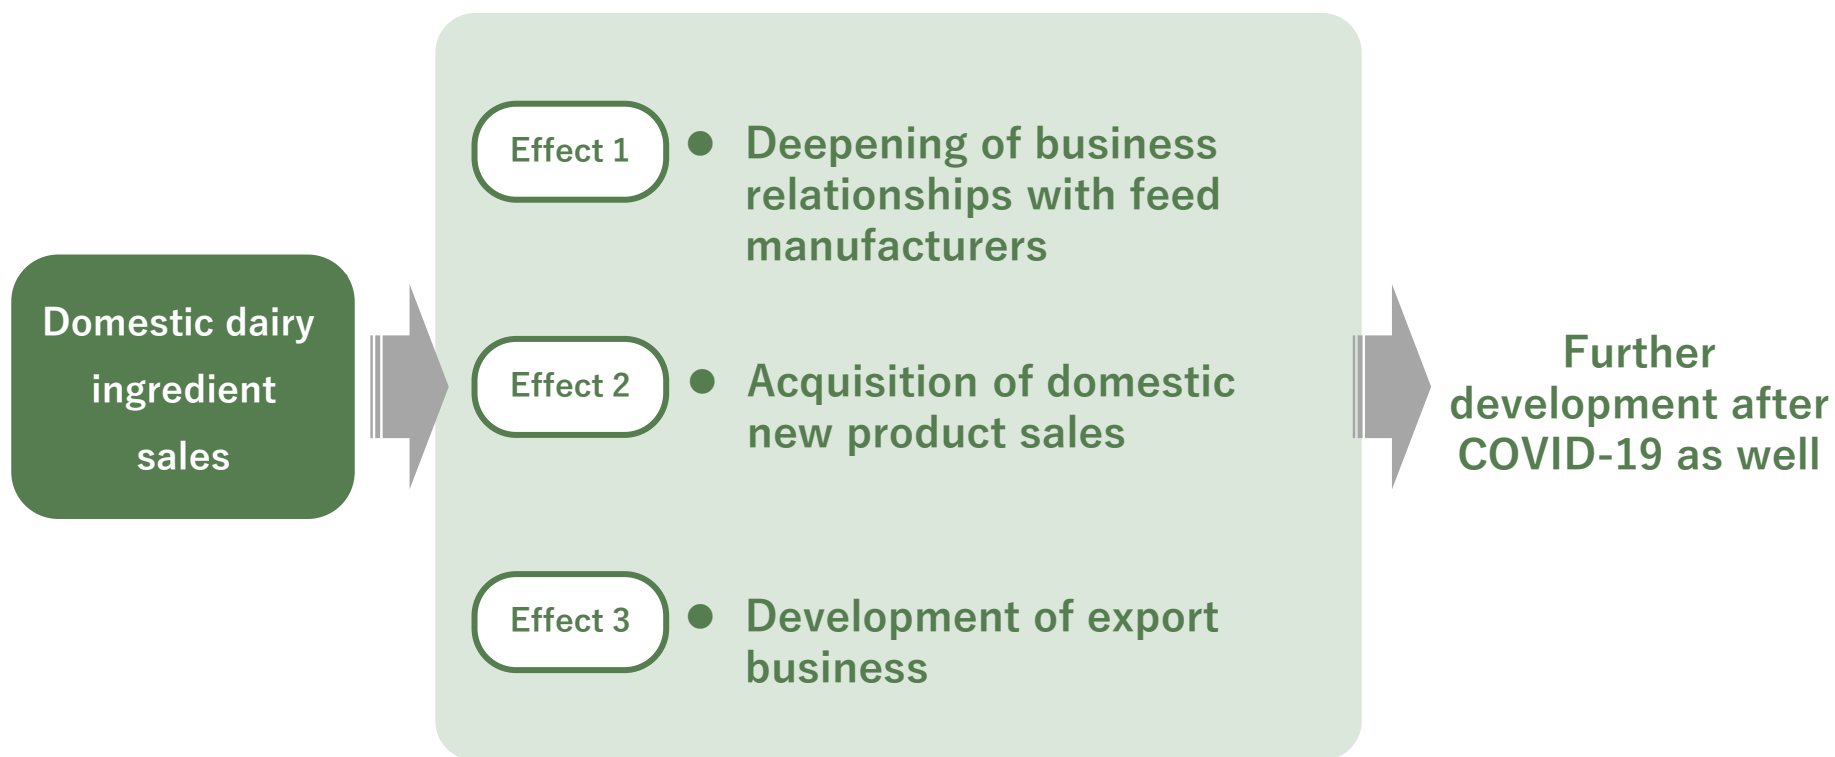 Domestic dairy
ingredient
sales
Effect 1
● Deepening of business
relationships with feed
manufacturers
Effect 2
● Acquisition of domestic
new product sales
Effect 3
● Development of export
business
Further
development after
COVID-19 as well